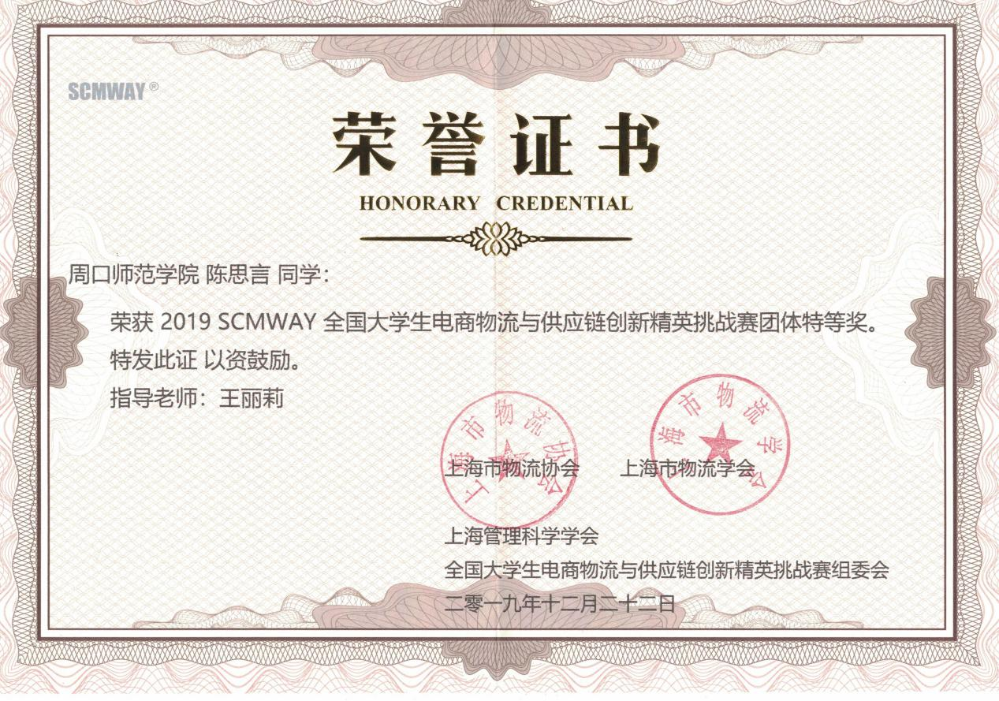 SCMWAY®
荣誉证书
HONORARY CREDENTIAL
周口师范学院 陈思言 同学：
荣获 2019 SCMWAY 全国大学生电商物流与供应链创新精英挑战赛团体特等奖。
特发此证 以资鼓励。
指导老师：王丽莉
上海市物流协会
上海市物流学会
上海市物流协会 上海市物流学会
上海管理科学学会
全国大学生电商物流与供应链创新精英挑战赛组委会
二零一九年十二月二十二日